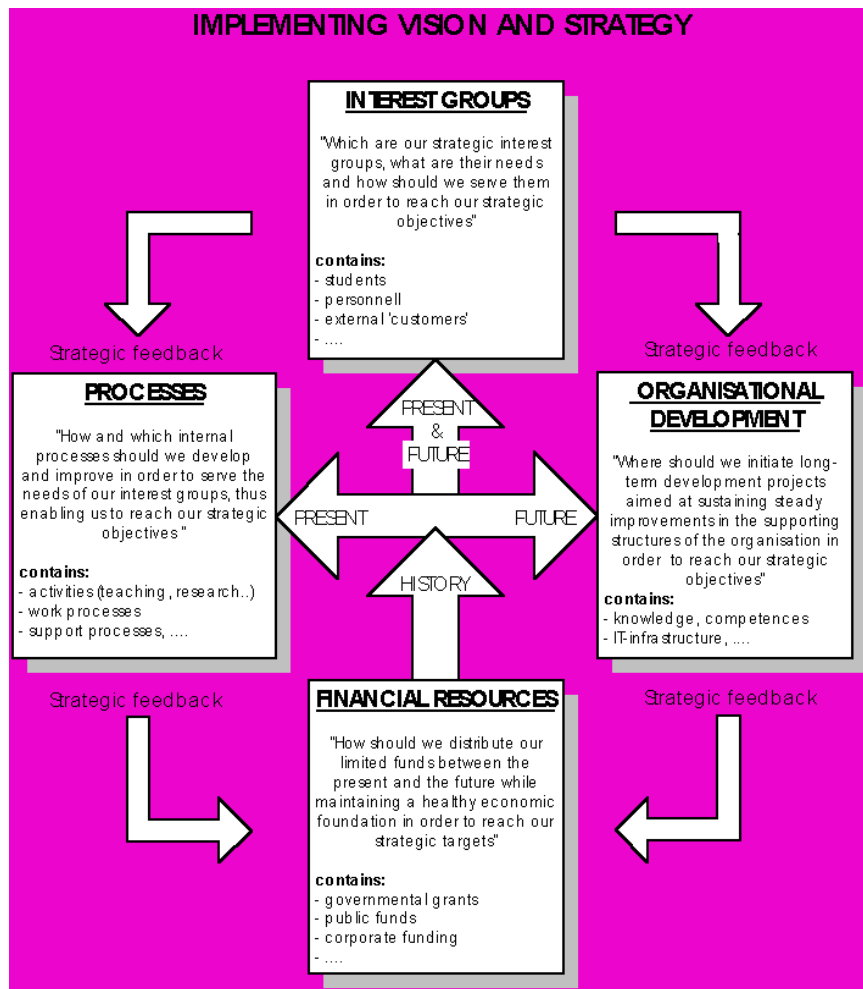 IMPLEMENTING VISION AND STRATEGY
INTEREST GROUPS
"Which are our strategic interest
groups, what are their needs
and how should we serve them
in order to reach our strategic
objectives"
contains:
- students
- personnell
- external 'customers'
- ....
Strategic feedback
Strategic feedback
PROCESSES
"How and which internal
processes should we develop
and improve in order to serve the
needs of our interest groups, thus
enabling us to reach our strategic
objectives "
contains:
- activities (teaching, research..)
- work processes
- support processes, ....
PRESENT
&
FUTURE
PRESENT
FUTURE
HISTORY
ORGANISATIONAL
DEVELOPMENT
"Where should we initiate long-
term development projects
aimed at sustaining steady
improvements in the supporting
structures of the organisation in
order to reach our strategic
objectives"
contains:
- knowledge, competences
- IT-infrastructure, ....
Strategic feedback
Strategic feedback
FINANCIAL RESOURCES
"How should we distribute our
limited funds between the
present and the future while
maintaining a healthy economic
foundation in order to reach our
strategic targets"
contains:
- governmental grants
- public funds
- corporate funding
- ....